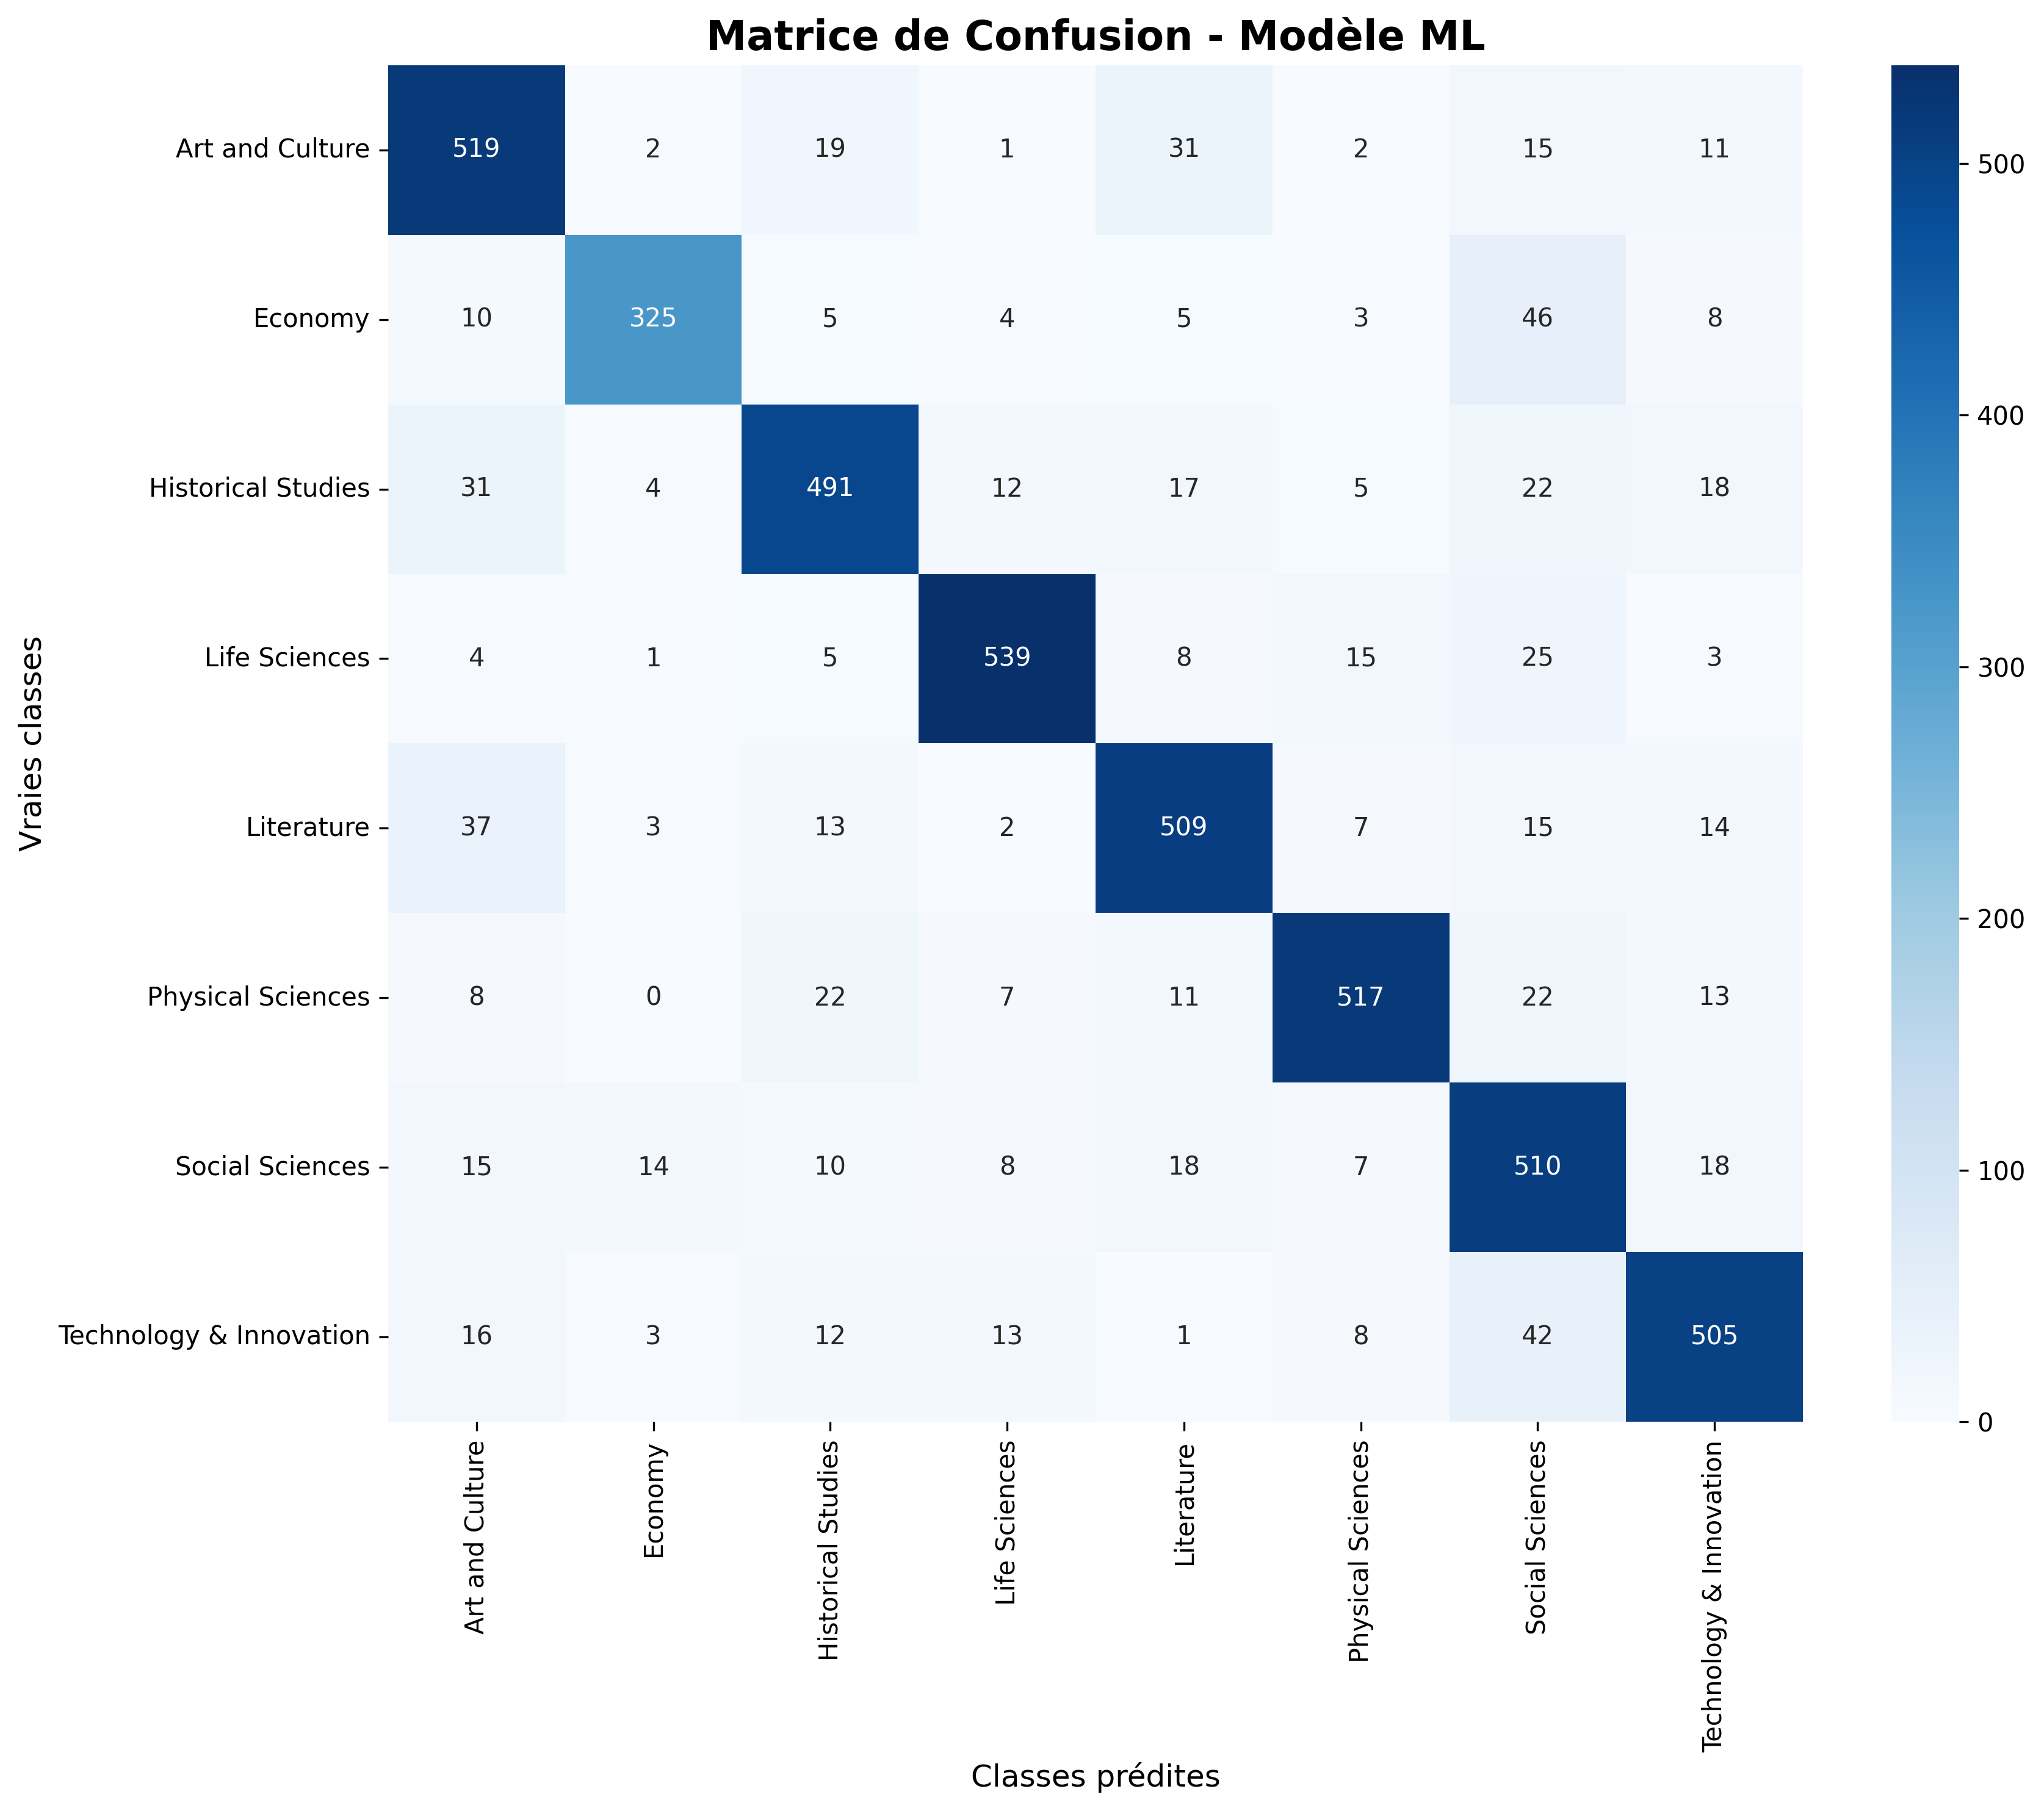 Matrice de Confusion - Modèle ML
Art and Culture 519 2 19 1 31 2 15 11
Economy 10 325 5 4 5 3 46 8
Historical Studies 31 4 491 12 17 5 22 18
Life Sciences 4 1 5 539 8 15 25 3
Literature 37 3 13 2 509 7 15 14
Physical Sciences 8 0 22 7 11 517 22 13
Social Sciences 15 14 10 8 18 7 510 18
Technology & Innovation 16 3 12 13 1 8 42 505
Vraies classes
Art and Culture
Economy
Historical Studies
Life Sciences
Literature
Physical Sciences
Social Sciences
Technology & Innovation
Classes prédites
500
400
300
200
100
0